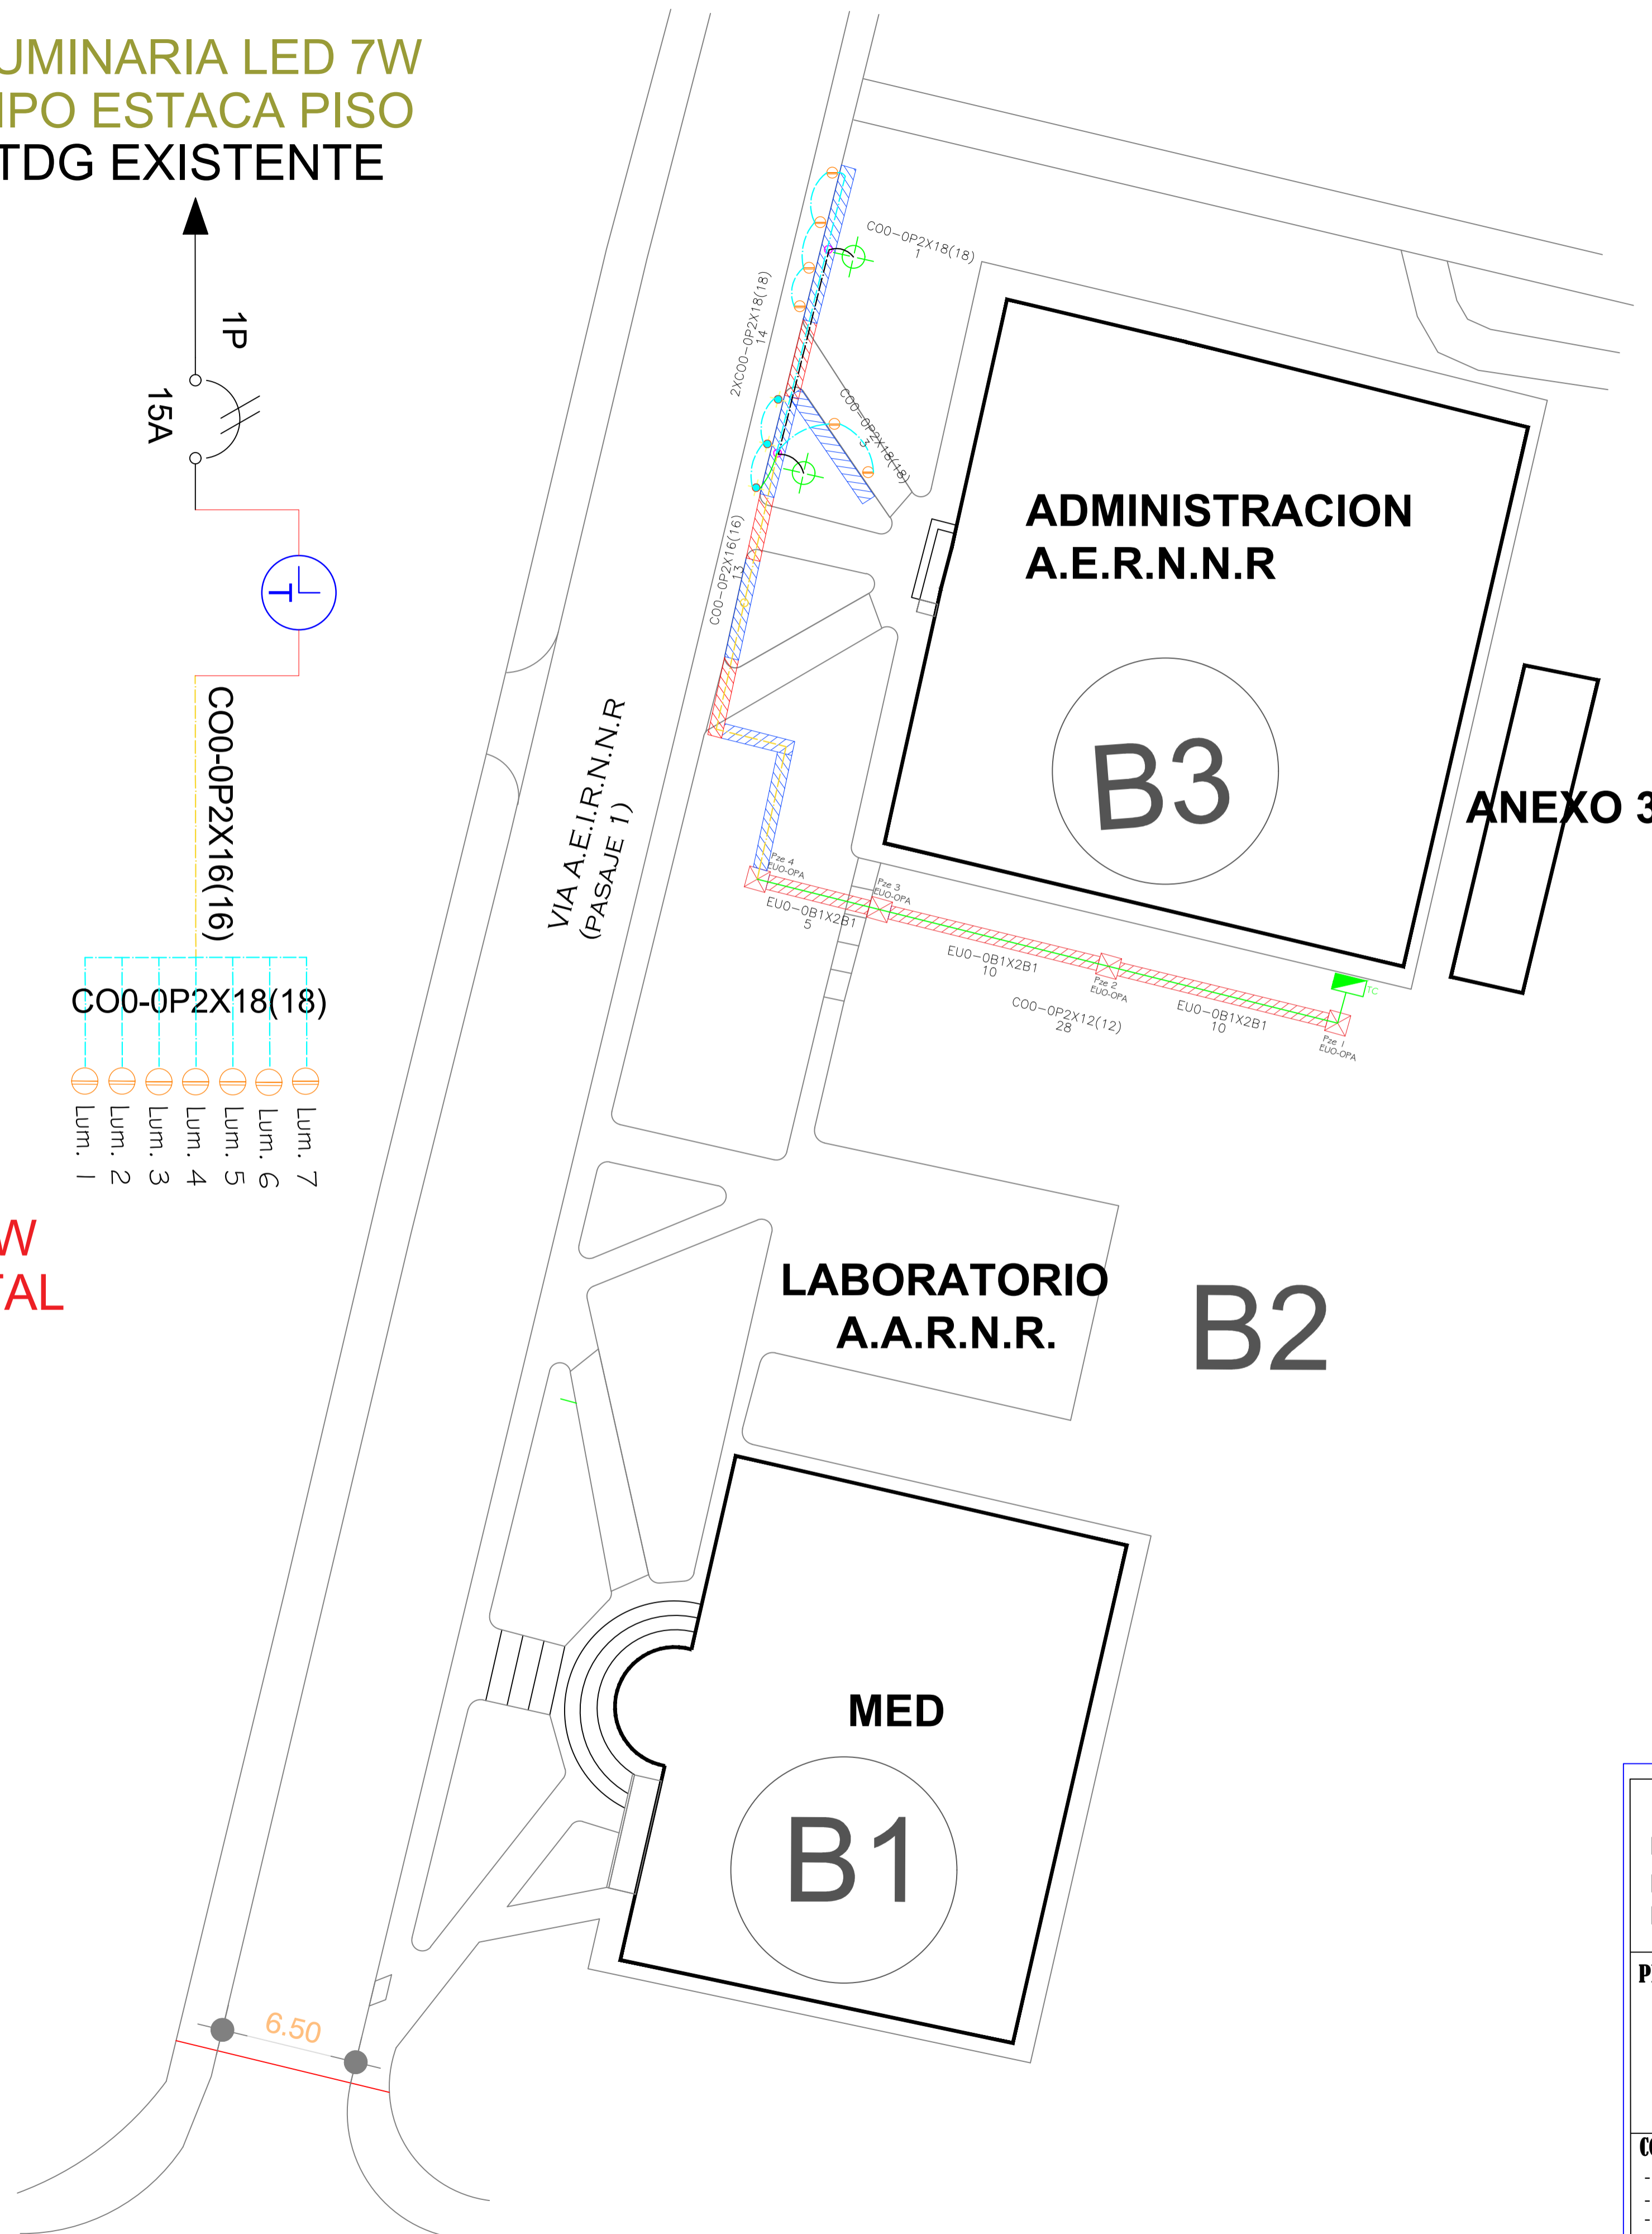 UMINARIA LED 7W
IPO ESTACA PISO
TDG EXISTENTE
1P
15A
CO0-0P2X16(16)
CO0-0P2X18(18)
Lum. 1
Lum. 2
Lum. 3
Lum. 4
Lum. 5
Lum. 6
Lum. 7
W
TAL
CO0-0P2X18(18)
1
2XCO0-0P2X18(18)
14
CO0-0P2X18(18)
3
CO0-0P2X16(16)
13
VIA A.E.I.R.N.N.R
(PASAJE 1)
ADMINISTRACION
A.E.R.N.N.R
B3
ANEXO 3
Pze 4
EUO-OPA
Pze 3
EUO-OPA
EU0-0B1X2B1
5
EU0-0B1X2B1
10
Pze 2
EUO-OPA
CO0-0P2X12(12)
28
EU0-0B1X2B1
10
TC
Pze 1
EUO-OPA
LABORATORIO
A.A.R.N.R.
B2
MED
B1
6.50